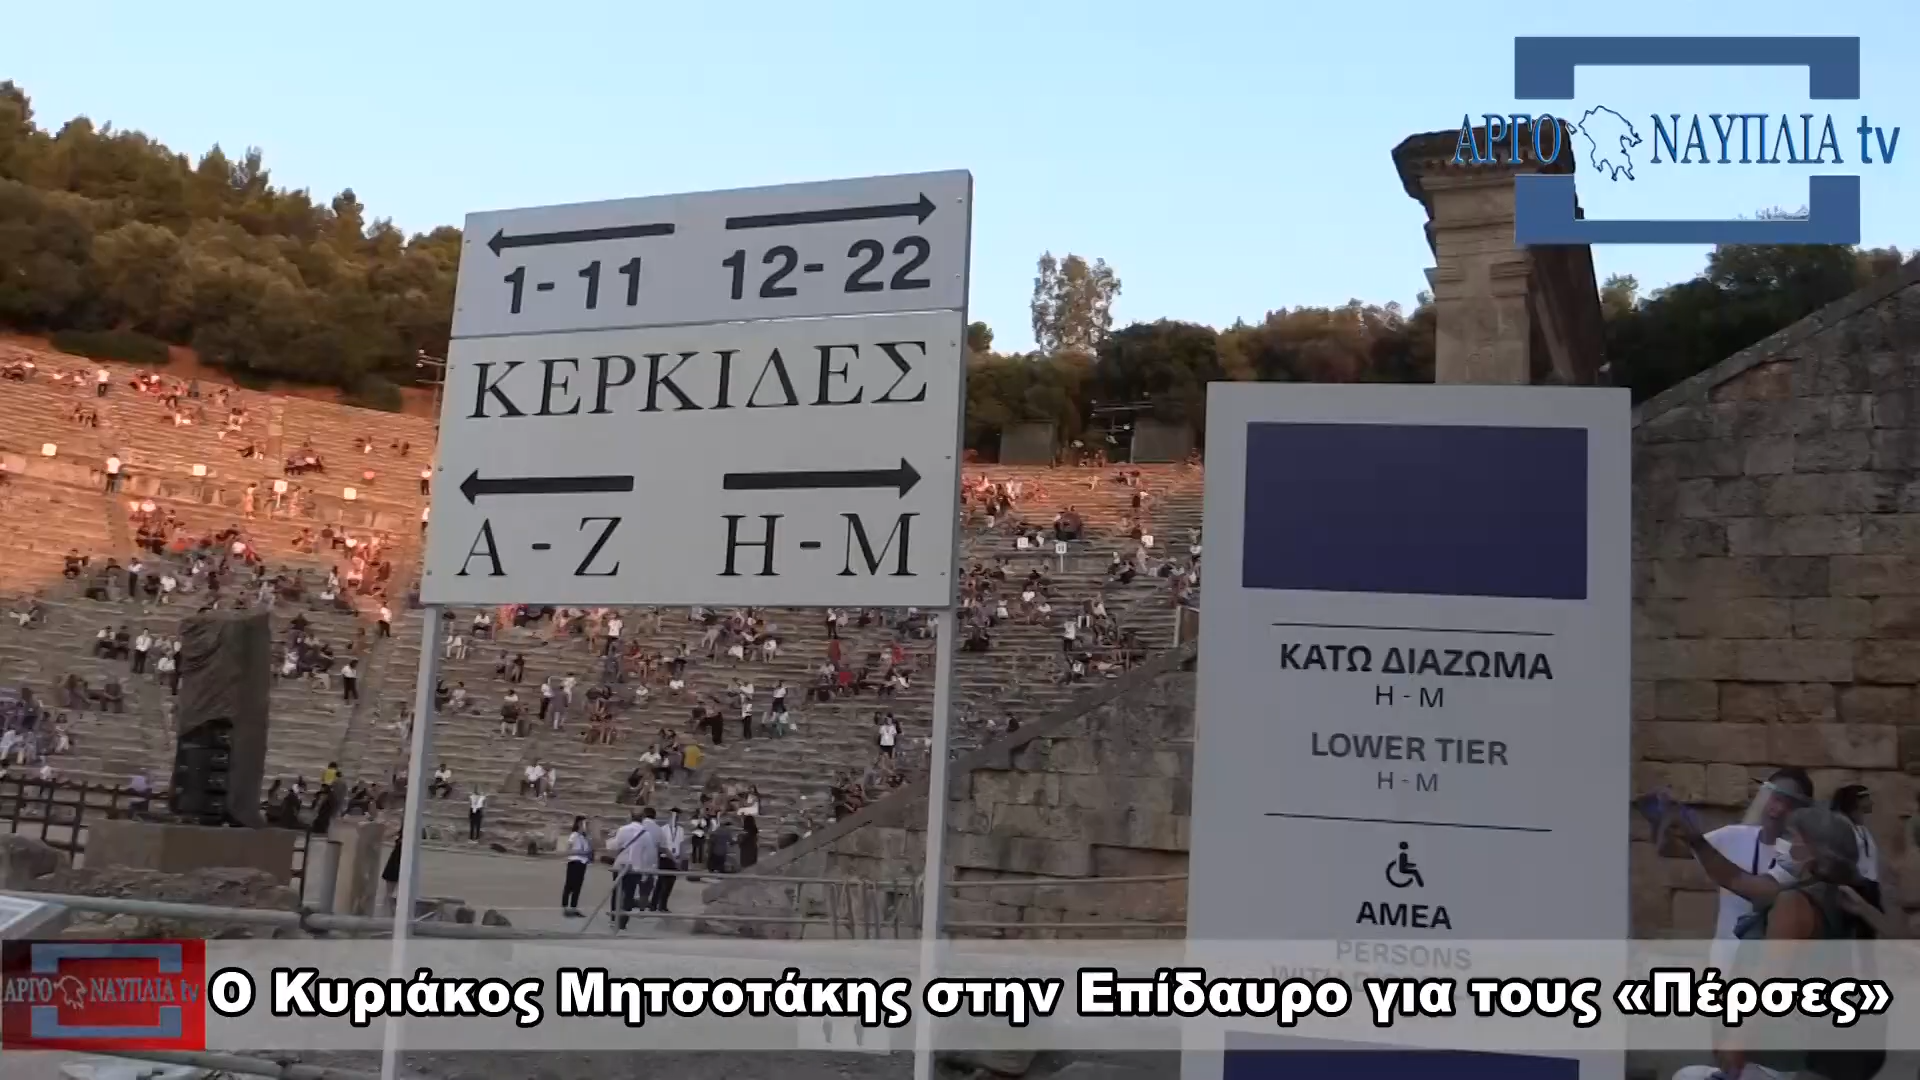 ΑΡΓΟ ΝΑΥΠΛΙΑ tv
1- 11 12- 22
ΚΕΡΚΙΔΕΣ
Α - Ζ Η - Μ
ΚΑΤΩ ΔΙΑΖΩΜΑ
Η - Μ
LOWER TIER
H - M
ΑΜΕΑ
PERSONS
ΑΡΓΟ ΝΑΥΠΛΙΑ tv
Ο Κυριάκος Μητσοτάκης στην Επίδαυρο για τους «Πέρσες»